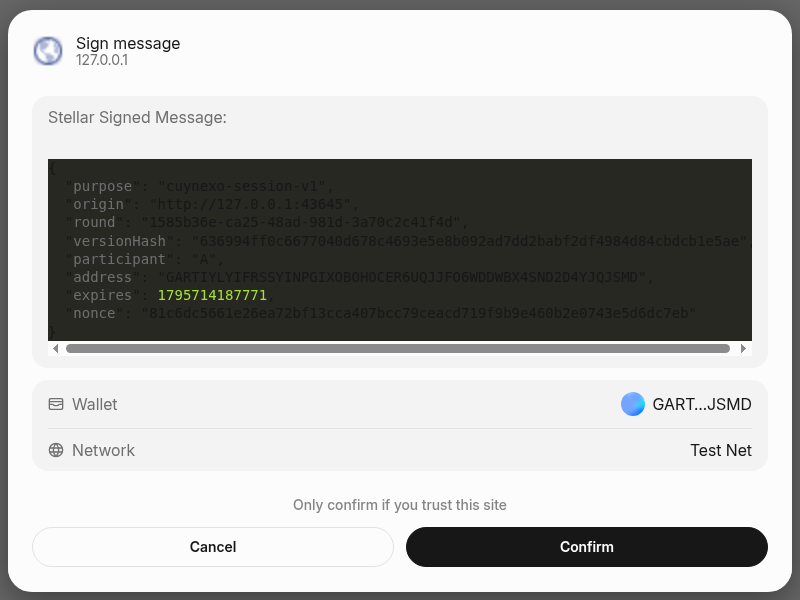 Sign message
127.0.0.1
Stellar Signed Message:
{
"purpose": "cuynexo-session-v1",
"origin": "http://127.0.0.1:43645",
"round": "1585b36e-ca25-48ad-981d-3a70c2c41f4d",
"versionHash": "636994ff0c6677040d678c4693e5e8b092ad7dd2babf2df4984d84cbdcb1e5ae",
"participant": "A",
"address": "GARTIYLYIFRSSYINPGIXOBOHOCER6UQJJFO6WDDWBX4SND2D4YJQJSMD",
"expires": 1795714187771,
"nonce": "81c6dc5661e26ea72bf13cca407bcc79ceacd719f9b9e460b2e0743e5d6dc7eb"
}
Wallet GART...JSMD
Network Test Net
Only confirm if you trust this site
Cancel Confirm